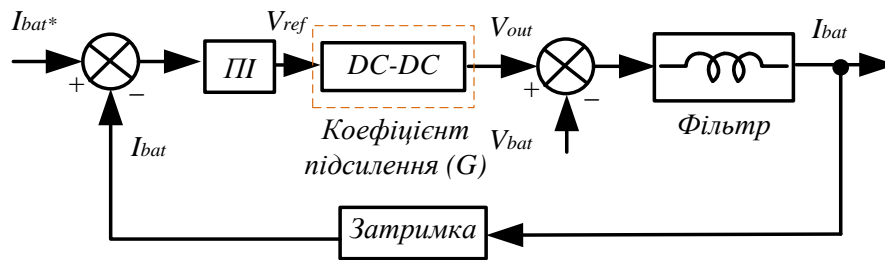 Ibat*
Vref
Vout
Ibat
ПІ
DC-DC
+
−
+
−
Коефіцієнт
підсилення (G)
Vbat
Фільтр
Ibat
Затримка